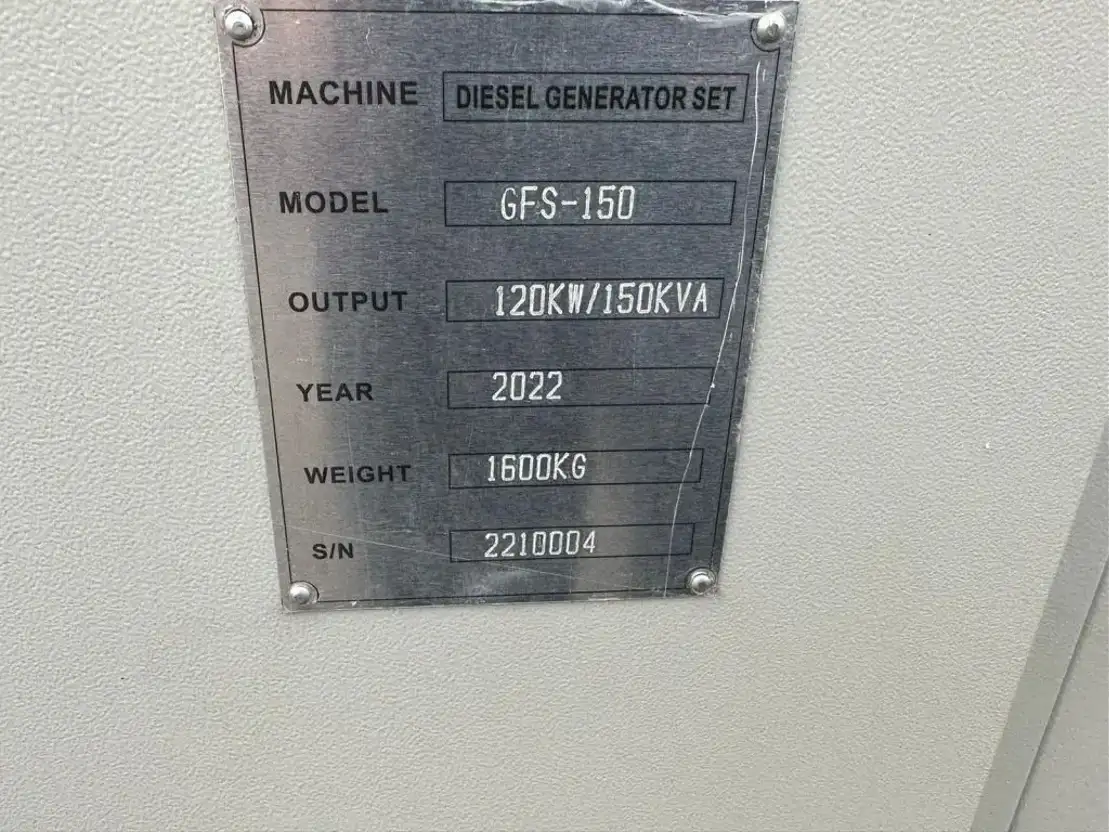 MACHINE DIESEL GENERATOR SET
MODEL GFS-150
OUTPUT 120KW/150KVA
YEAR 2022
WEIGHT 1600KG
S/N 2210004